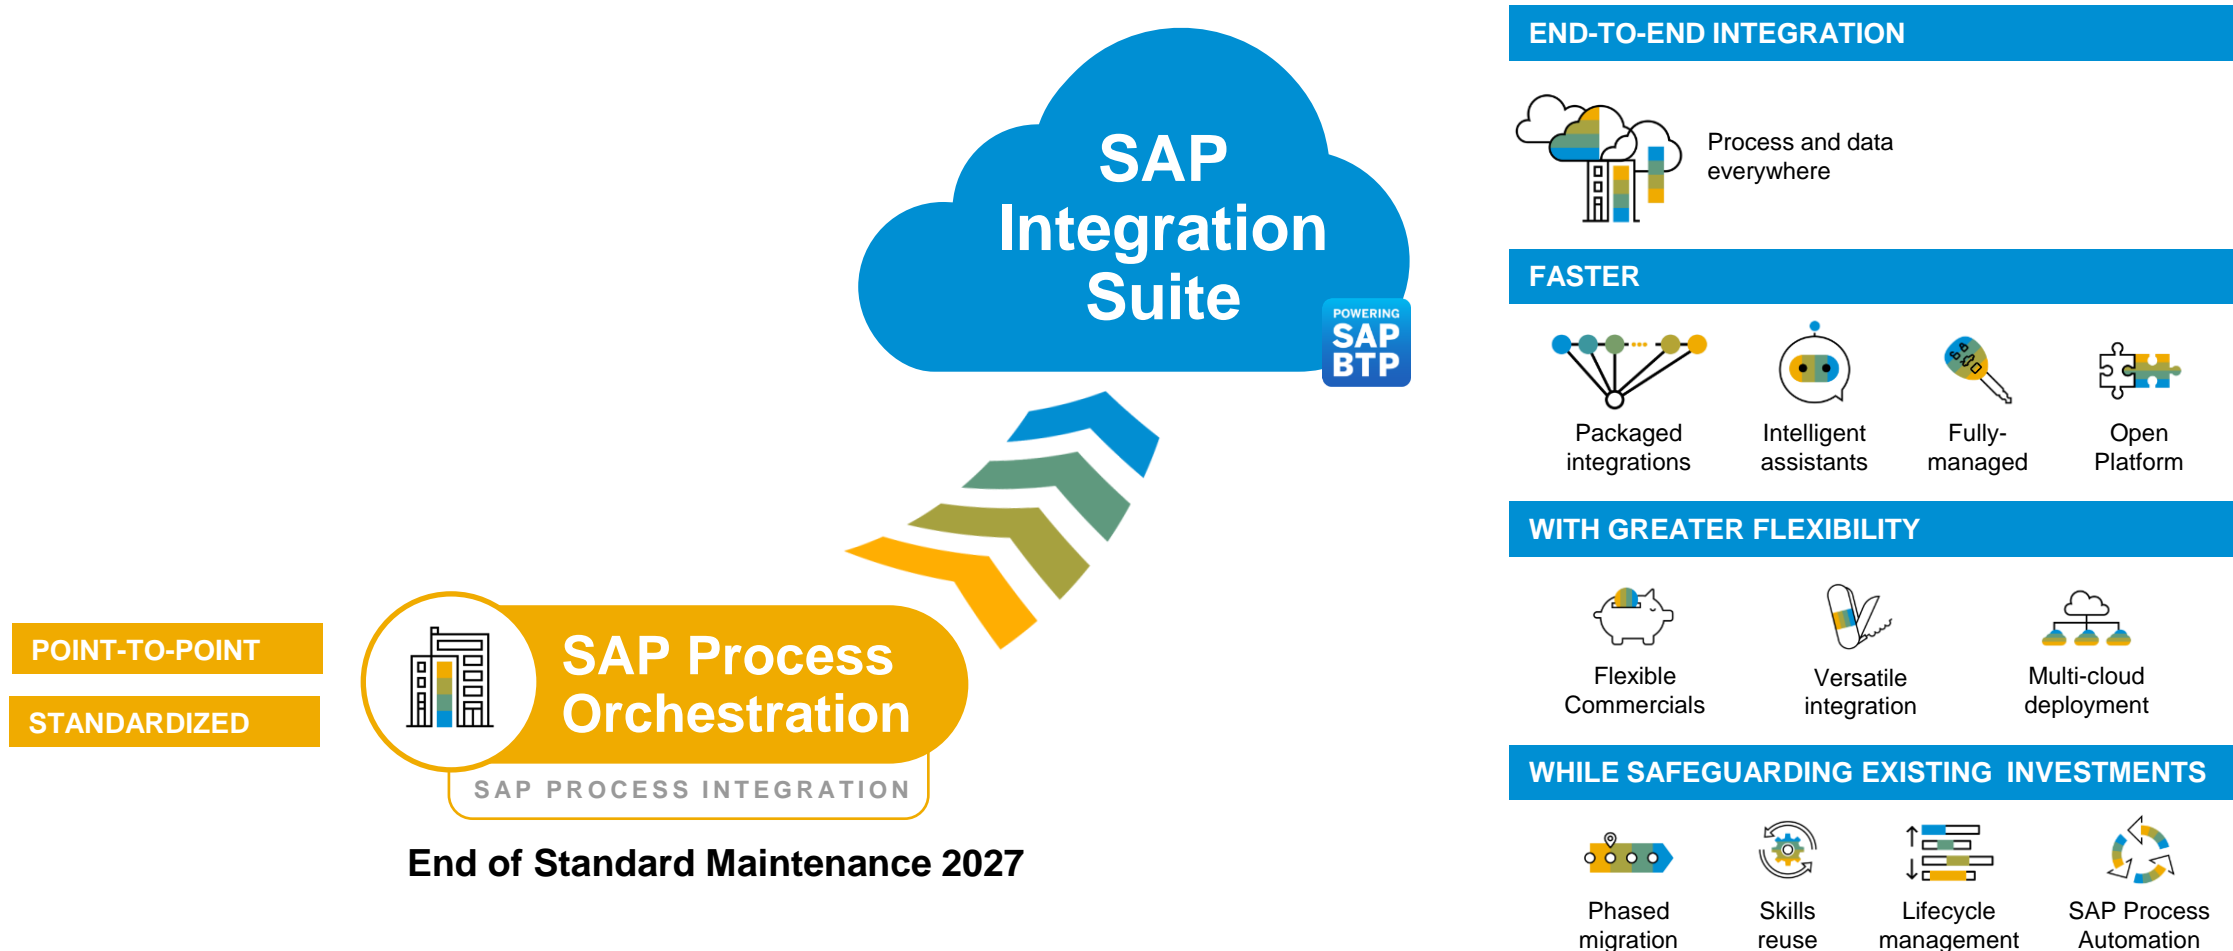 SAP
Integration
Suite
POWERING
SAP
BTP
POINT-TO-POINT
STANDARDIZED
SAP Process
Orchestration
SAP PROCESS INTEGRATION
End of Standard Maintenance 2027
END-TO-END INTEGRATION
Process and data
everywhere
FASTER
Packaged
integrations
Intelligent
assistants
Fully-
managed
Open
Platform
WITH GREATER FLEXIBILITY
Flexible
Commercials
Versatile
integration
Multi-cloud
deployment
WHILE SAFEGUARDING EXISTING INVESTMENTS
Phased
migration
Skills
reuse
Lifecycle
management
SAP Process
Automation